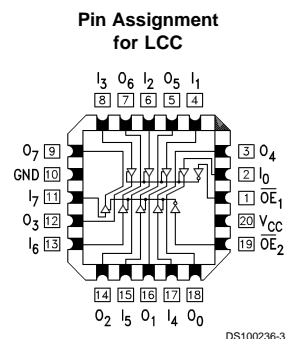 Pin Assignment
for LCC
I3 O6 I2 O5 I1
8 7 6 5 4
O7 9
GND 10
I7 11
O3 12
I6 13
3 O4
2 I0
1 O̅E̅1
20 VCC
19 O̅E̅2
14 15 16 17 18
O2 I5 O1 I4 O0
DS100236-3